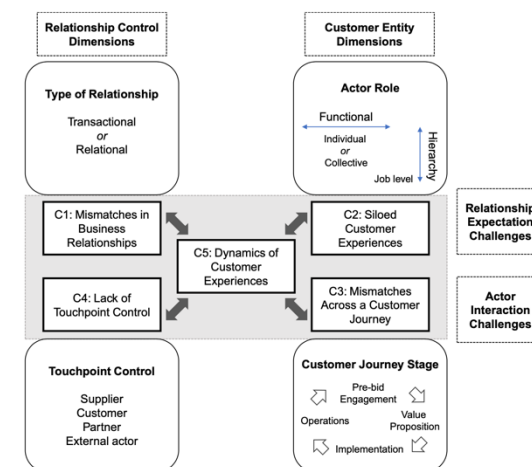 Relationship Control
Dimensions
Customer Entity
Dimensions
Type of Relationship
Transactional
or
Relational
Actor Role
Functional
Individual
or
Collective
Hierarchy
Job level
C1: Mismatches in
Business
Relationships
C2: Siloed
Customer
Experiences
C5: Dynamics of
Customer
Experiences
C4: Lack of
Touchpoint Control
C3: Mismatches
Across a Customer
Journey
Relationship
Expectation
Challenges
Actor
Interaction
Challenges
Touchpoint Control
Supplier
Customer
Partner
External actor
Customer Journey Stage
Pre-bid
Engagement
Operations
Value
Proposition
Implementation